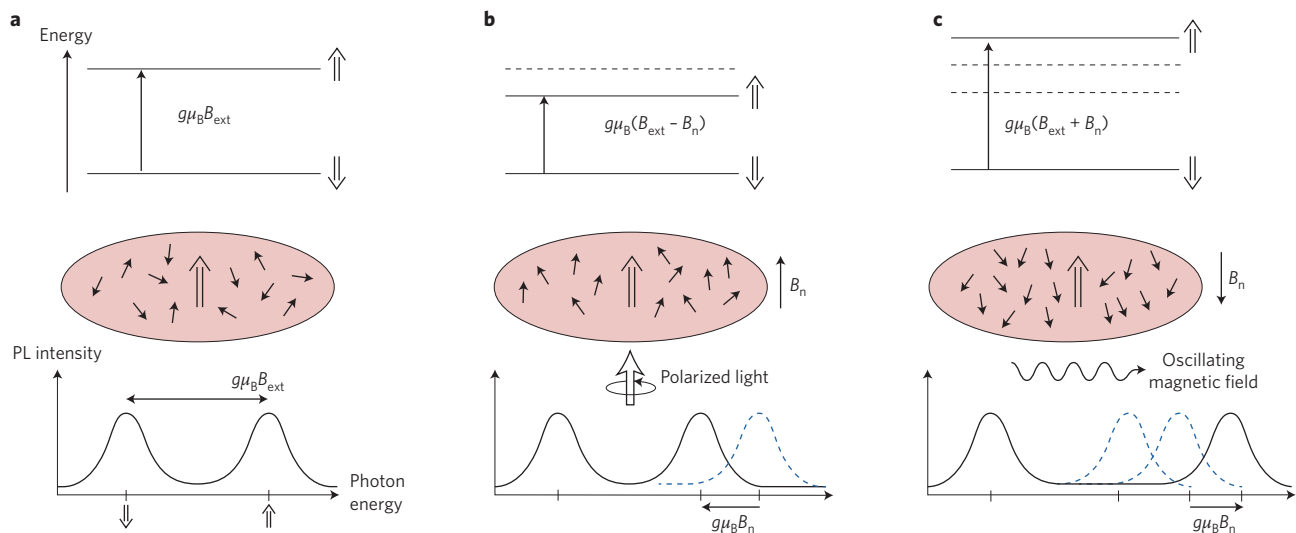 a
Energy
gμBBext
PL intensity
gμBBext
Photon
energy
b
gμB(Bext – Bn)
Bn
Polarized light
gμBBn
c
gμB(Bext + Bn)
Bn
Oscillating
magnetic field
gμBBn